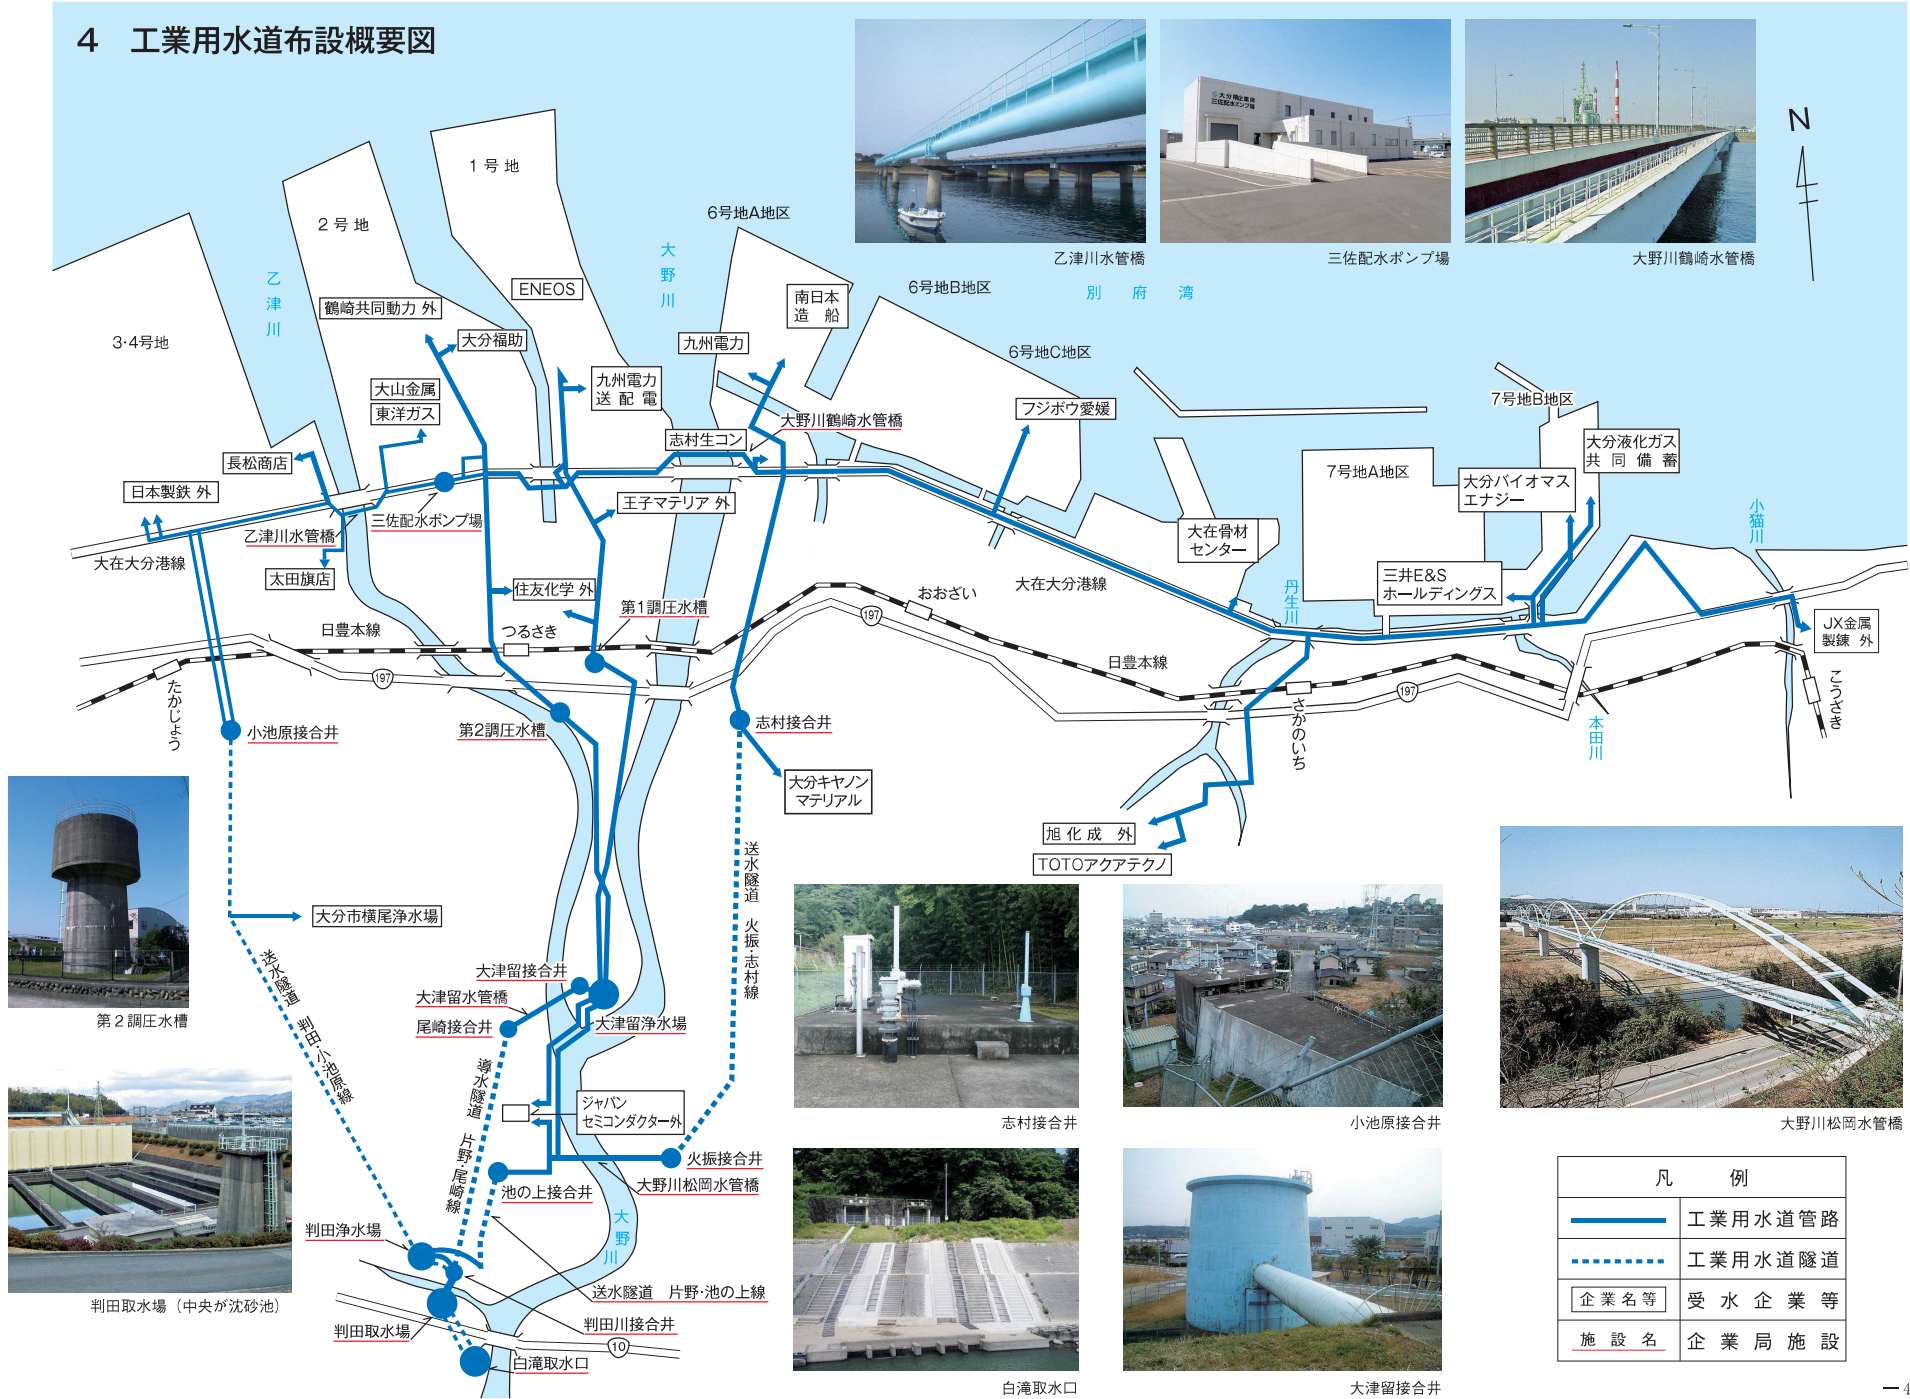 4　工業用水道布設概要図
大分県企業局
三佐配水ポンプ場
乙津川水管橋
三佐配水ポンプ場
大野川鶴崎水管橋
N
別府湾
1号地
2号地
3・4号地
6号地A地区
6号地B地区
6号地C地区
7号地A地区
7号地B地区
乙津川
大野川
鶴崎共同動力 外
ENEOS
大分福助
大山金属
東洋ガス
九州電力
送配電
九州電力
南日本
造船
大野川鶴崎水管橋
志村生コン
フジボウ愛媛
長松商店
日本製鉄 外
乙津川水管橋
三佐配水ポンプ場
太田旗店
大在大分港線
王子マテリア 外
住友化学 外
第1調圧水槽
大在骨材
センター
大分バイオマス
エナジー
大分液化ガス
共同備蓄
三井E&S
ホールディングス
小猫川
丹生川
大在大分港線
JX金属
製錬 外
日豊本線
つるさき
おおざい
197
197
197
日豊本線
たかじょう
さかのいち
こうざき
本田川
小池原接合井
第2調圧水槽
志村接合井
大分キヤノン
マテリアル
旭化成 外
TOTOアクアテクノ
大分市横尾浄水場
送水隧道　判田・小池原線
送水隧道　火振・志村線
大津留接合井
大津留水管橋
尾崎接合井
大津留浄水場
導水隧道　片野・尾崎線
ジャパン
セミコンダクター外
火振接合井
池の上接合井
大野川松岡水管橋
判田浄水場
大野川
送水隧道　片野・池の上線
判田川接合井
判田取水場
10
白滝取水口
第2調圧水槽
判田取水場（中央が沈砂池）
志村接合井
小池原接合井
大野川松岡水管橋
白滝取水口
大津留接合井
凡例
工業用水道管路
工業用水道隧道
企業名等　受水企業等
施設名　企業局施設
— 4